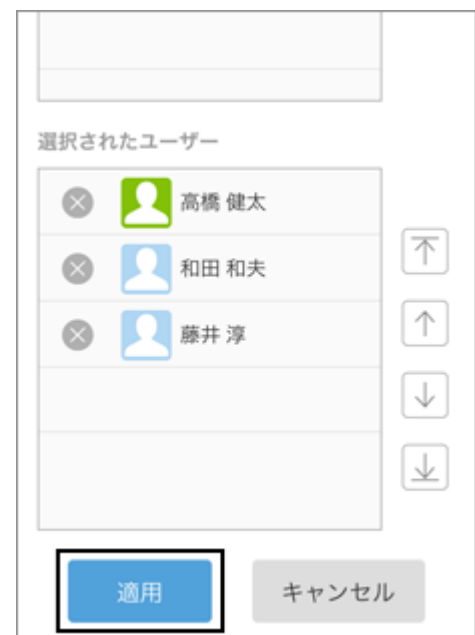 選択されたユーザー
高橋 健太
和田 和夫
藤井 淳
適用
キャンセル